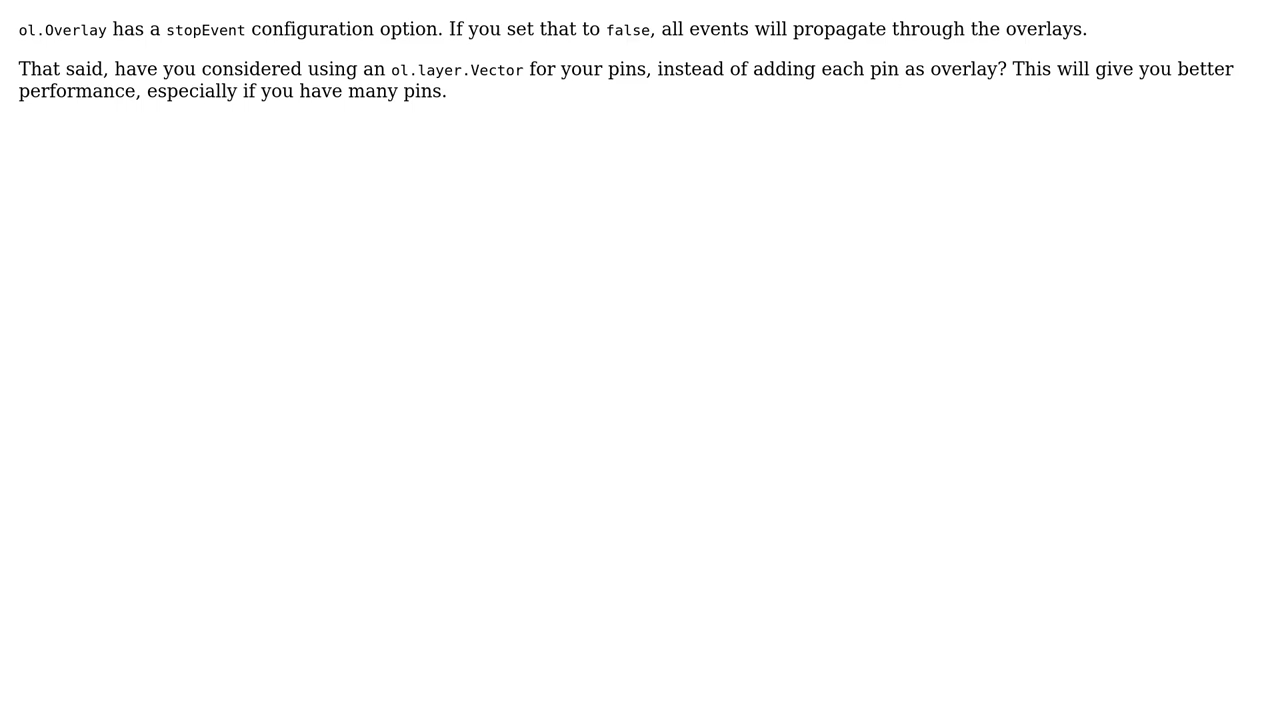 ol.Overlay has a stopEvent configuration option. If you set that to false, all events will propagate through the overlays.
That said, have you considered using an ol.layer.Vector for your pins, instead of adding each pin as overlay? This will give you better
performance, especially if you have many pins.